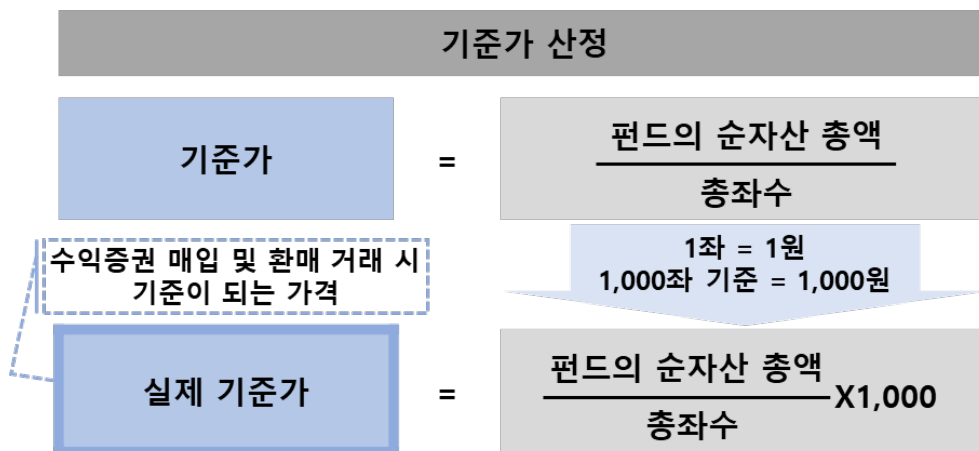 기준가 산정
기준가
=
펀드의 순자산 총액
총좌수
수익증권 매입 및 환매 거래 시
기준이 되는 가격
1좌 = 1원
1,000좌 기준 = 1,000원
실제 기준가
=
펀드의 순자산 총액
총좌수
X1,000